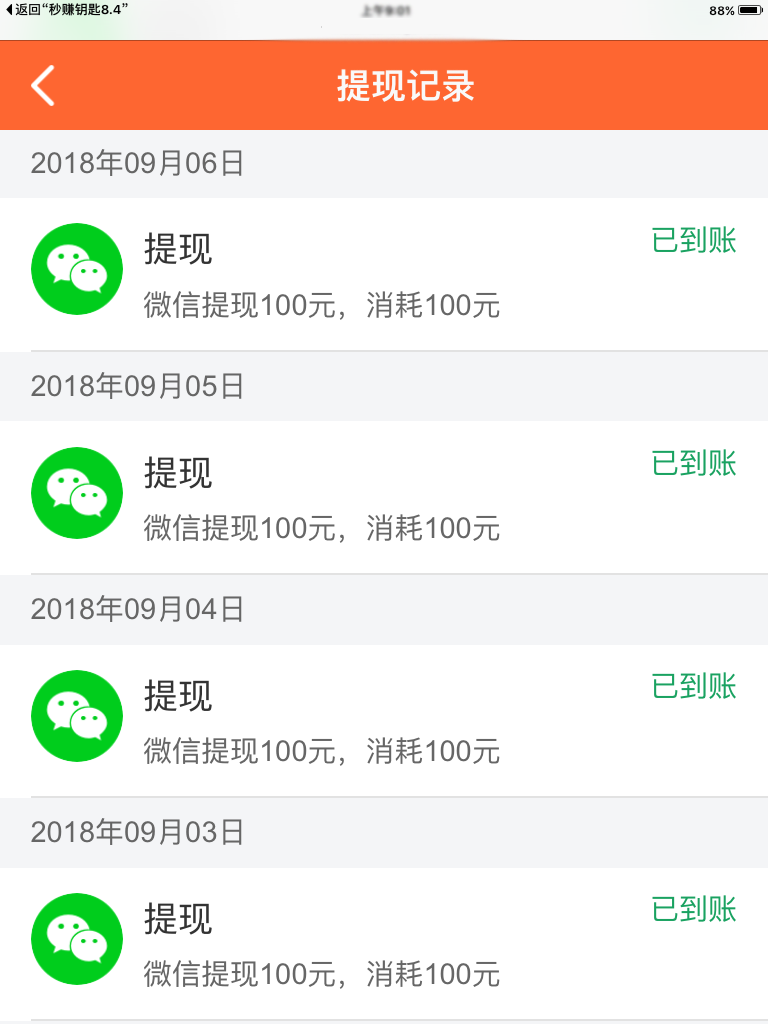 返回“秒赚钥匙8.4”
上午9:01
88%
提现记录
2018年09月06日
提现
已到账
微信提现100元，消耗100元
2018年09月05日
提现
已到账
微信提现100元，消耗100元
2018年09月04日
提现
已到账
微信提现100元，消耗100元
2018年09月03日
提现
已到账
微信提现100元，消耗100元